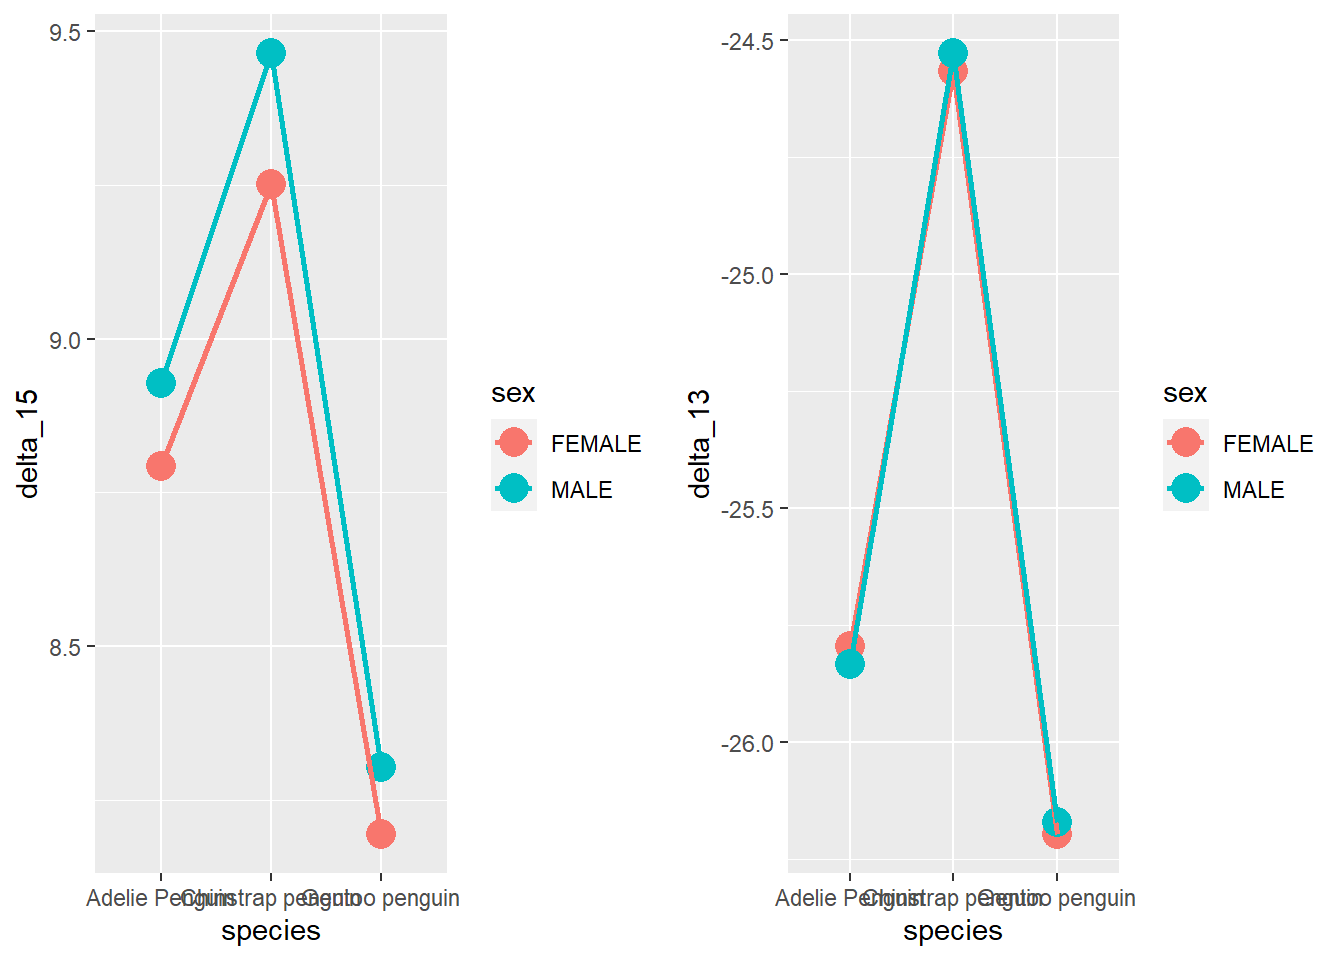 9.5
9.0
8.5
delta_15
Adelie Penguin Chinstrap penguin Gentoo penguin
species
sex
FEMALE
MALE
-24.5
-25.0
-25.5
-26.0
delta_13
Adelie Penguin Chinstrap penguin Gentoo penguin
species
sex
FEMALE
MALE